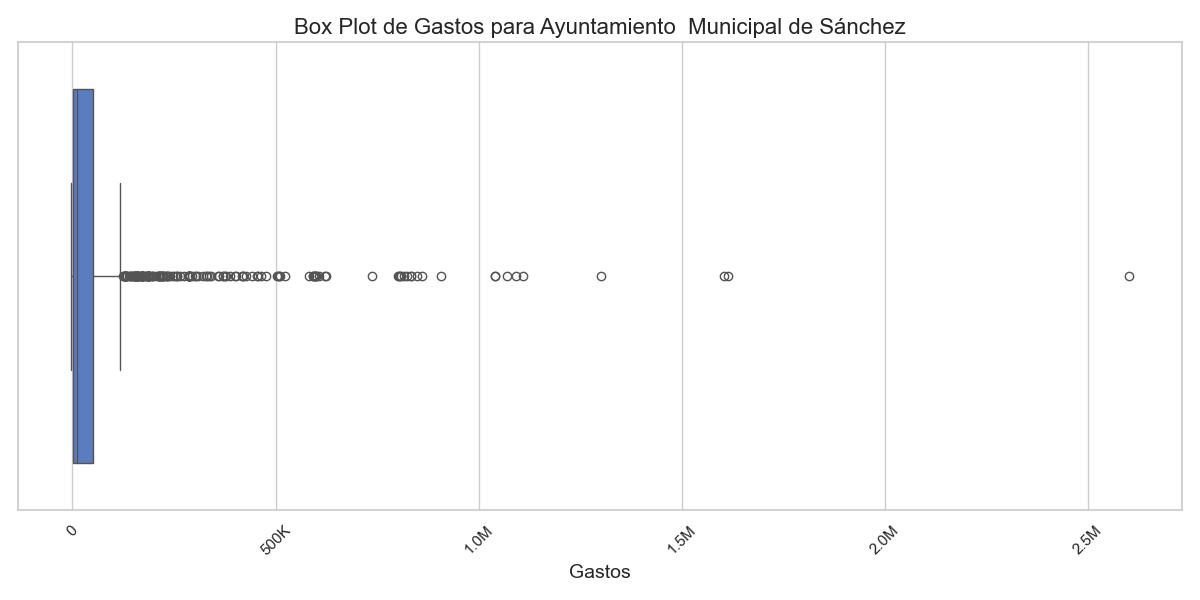 Box Plot de Gastos para Ayuntamiento  Municipal de Sánchez
0
500K
1.0M
1.5M
2.0M
2.5M
Gastos